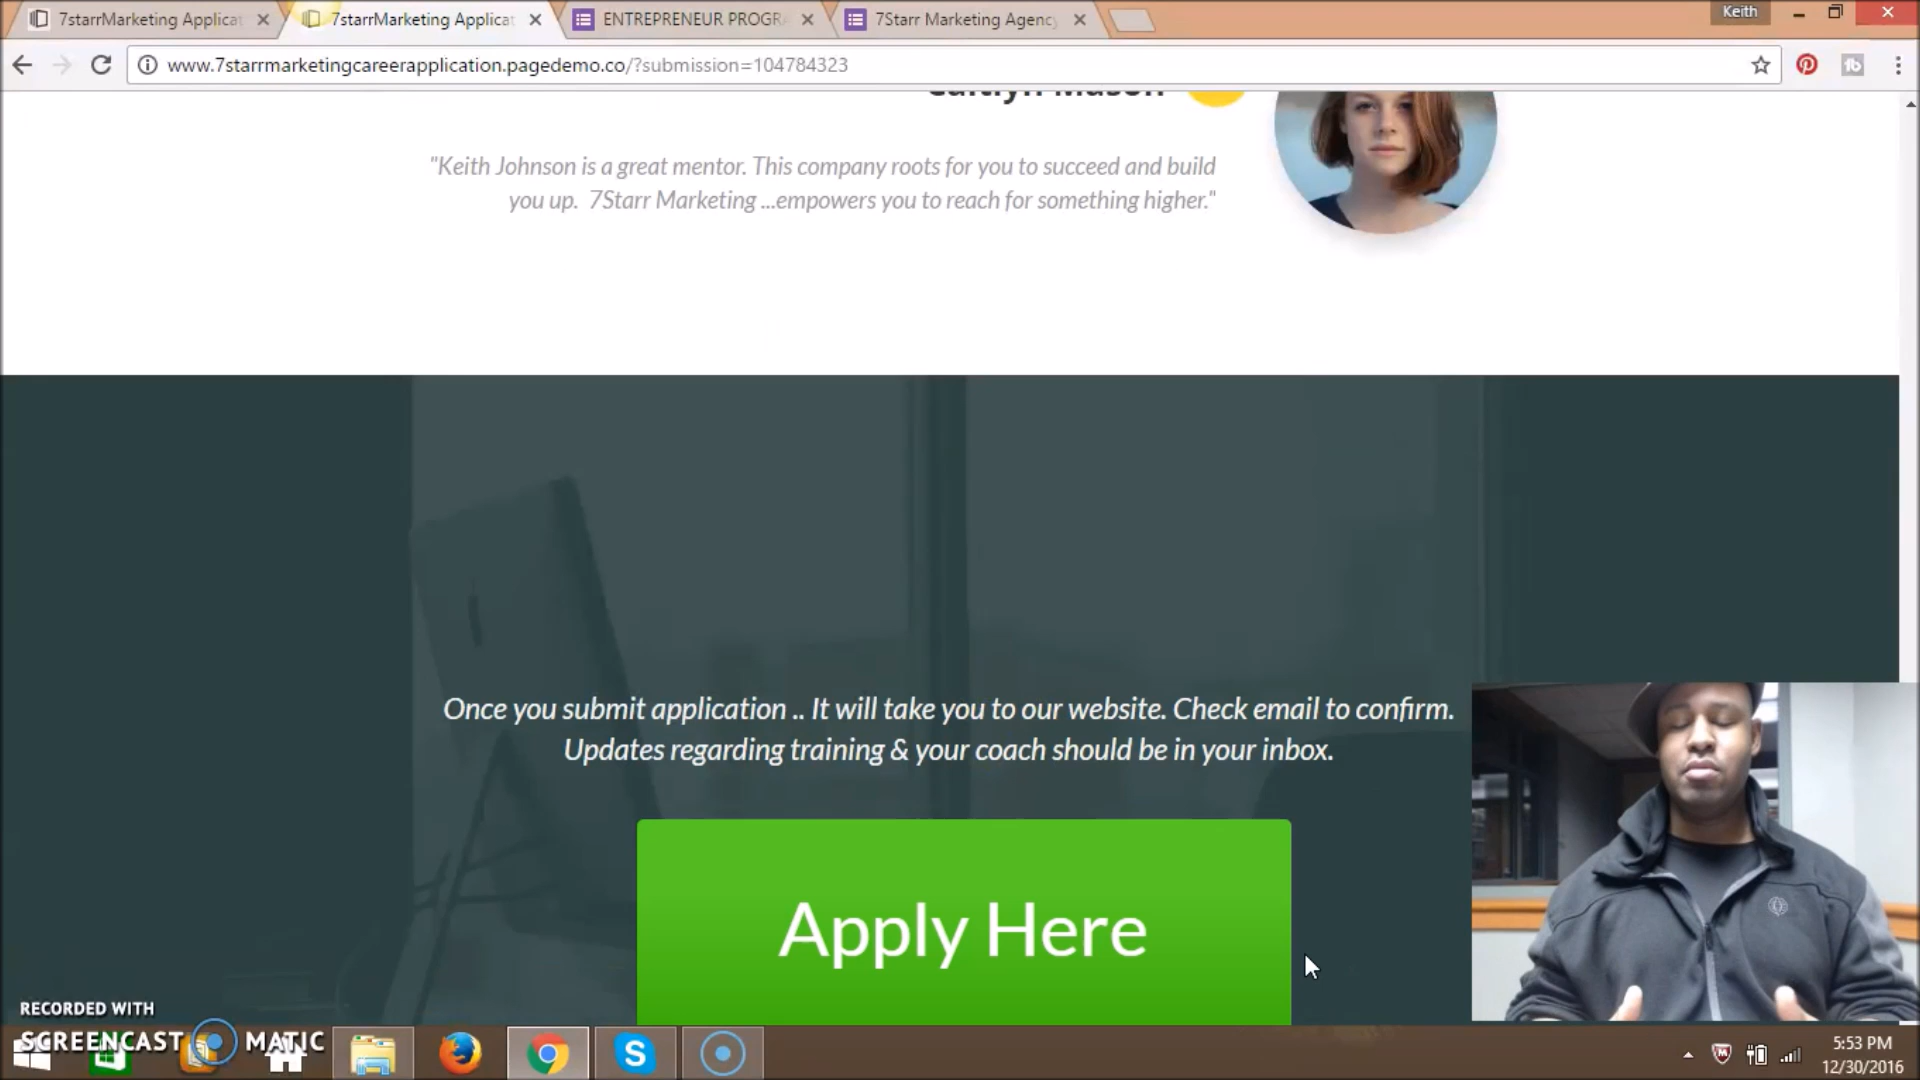 7starrMarketing Applicat
7starrMarketing Applicat
ENTREPRENEUR PROGRA
7Starr Marketing Agency
Keith
www.7starrmarketingcareerapplication.pagedemo.co/?submission=104784323
Caitlyn Mason
"Keith Johnson is a great mentor. This company roots for you to succeed and build
you up. 7Starr Marketing ...empowers you to reach for something higher."
Once you submit application .. It will take you to our website. Check email to confirm.
Updates regarding training & your coach should be in your inbox.
Apply Here
RECORDED WITH
SCREENCAST MATIC
5:53 PM
12/30/2016